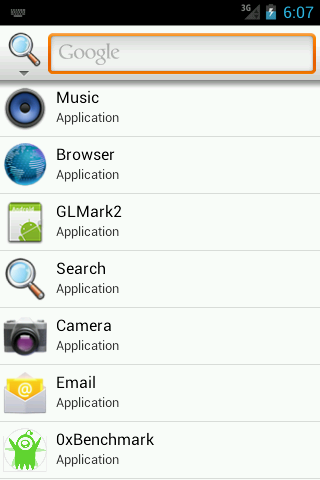 3G 6:07
Google
Music
Application
Browser
Application
GLMark2
Application
Search
Application
Camera
Application
@
Email
Application
0xBenchmark
Application